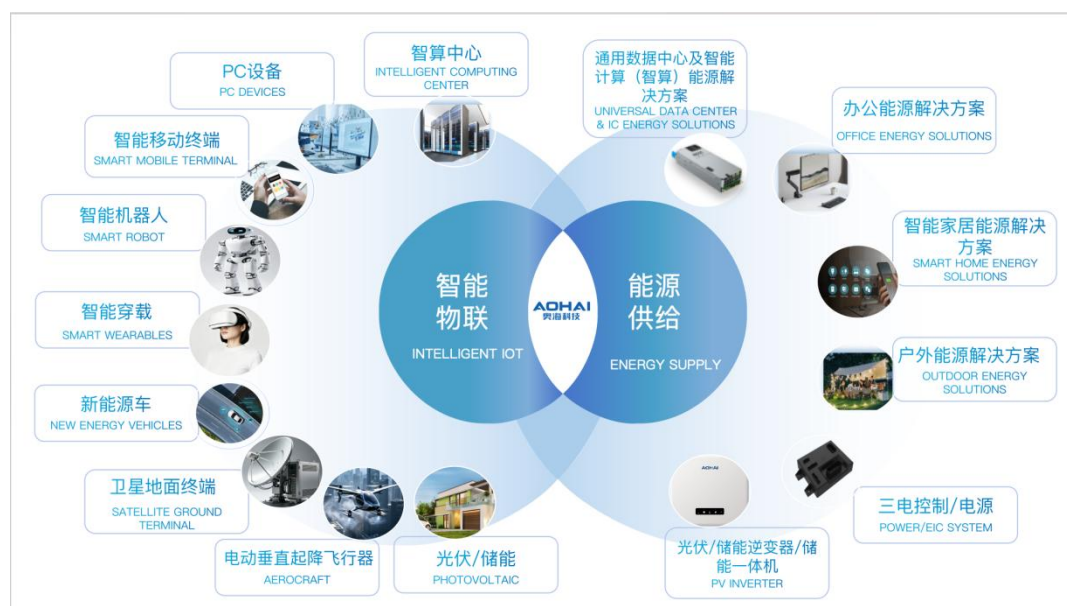 智算中心
INTELLIGENT COMPUTING
CENTER
PC设备
PC DEVICES
智能移动终端
SMART MOBILE TERMINAL
智能机器人
SMART ROBOT
智能穿载
SMART WEARABLES
新能源车
NEW ENERGY VEHICLES
卫星地面终端
SATELLITE GROUND
TERMINAL
电动垂直起降飞行器
AEROCRAFT
光伏/储能
PHOTOVOLTAIC
智能
物联
INTELLIGENT IOT
AOHAI
奥海科技
能源
供给
ENERGY SUPPLY
通用数据中心及智能
计算（智算）能源解
决方案
UNIVERSAL DATA CENTER
& IC ENERGY SOLUTIONS
办公能源解决方案
OFFICE ENERGY SOLUTIONS
智能家居能源解决
方案
SMART HOME ENERGY
SOLUTIONS
户外能源解决方案
OUTDOOR ENERGY
SOLUTIONS
三电控制/电源
POWER/EIC SYSTEM
AOHAI
光伏/储能逆变器/储
能一体机
PV INVERTER